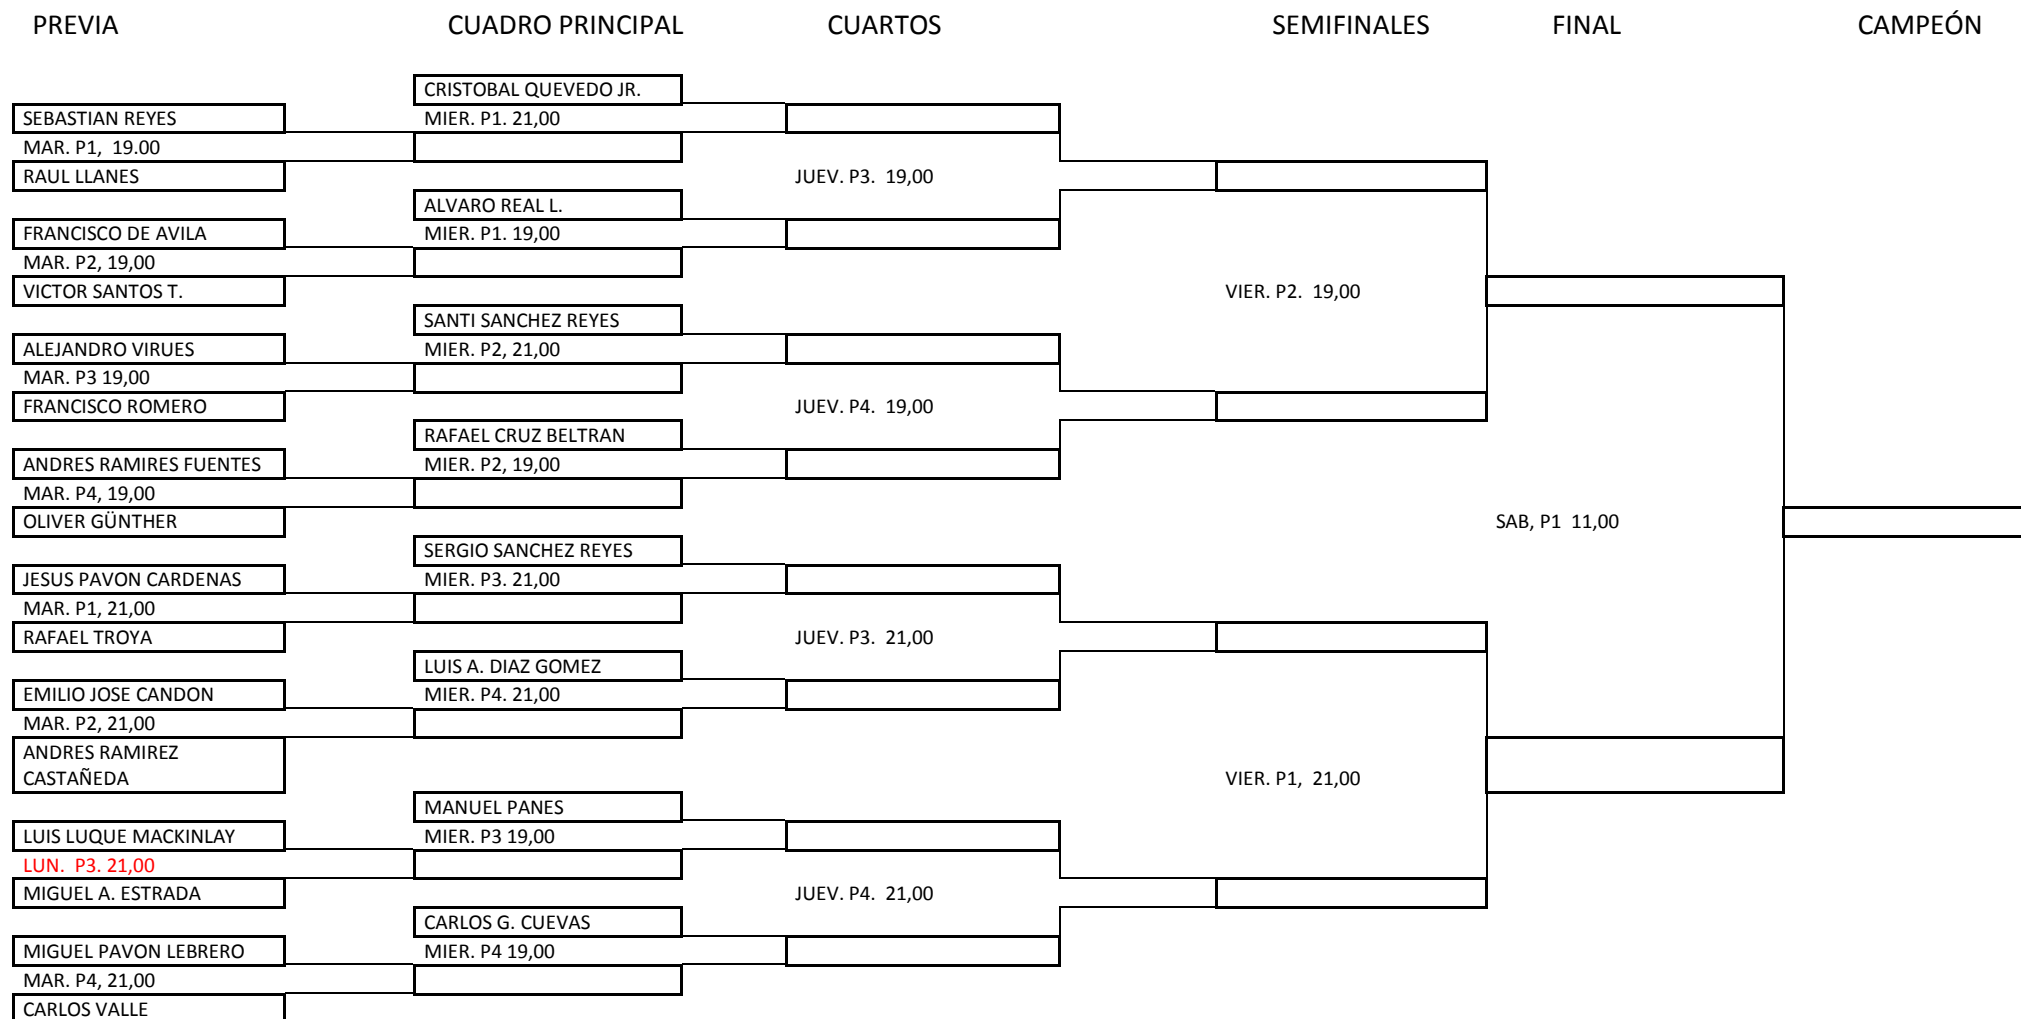 PREVIA
CUADRO PRINCIPAL
CUARTOS
SEMIFINALES
FINAL
CAMPEÓN
CRISTOBAL QUEVEDO JR.
SEBASTIAN REYES
MIER. P1. 21,00
MAR. P1, 19.00
RAUL LLANES
JUEV. P3. 19,00
ALVARO REAL L.
FRANCISCO DE AVILA
MIER. P1. 19,00
MAR. P2, 19,00
VICTOR SANTOS T.
VIER. P2. 19,00
SANTI SANCHEZ REYES
ALEJANDRO VIRUES
MIER. P2, 21,00
MAR. P3 19,00
FRANCISCO ROMERO
JUEV. P4. 19,00
RAFAEL CRUZ BELTRAN
ANDRES RAMIRES FUENTES
MIER. P2, 19,00
MAR. P4, 19,00
OLIVER GÜNTHER
SAB, P1 11,00
SERGIO SANCHEZ REYES
JESUS PAVON CARDENAS
MIER. P3. 21,00
MAR. P1, 21,00
RAFAEL TROYA
JUEV. P3. 21,00
LUIS A. DIAZ GOMEZ
EMILIO JOSE CANDON
MIER. P4. 21,00
MAR. P2, 21,00
ANDRES RAMIREZ
CASTAÑEDA
VIER. P1, 21,00
MANUEL PANES
LUIS LUQUE MACKINLAY
MIER. P3 19,00
LUN. P3. 21,00
MIGUEL A. ESTRADA
JUEV. P4. 21,00
CARLOS G. CUEVAS
MIGUEL PAVON LEBRERO
MIER. P4 19,00
MAR. P4, 21,00
CARLOS VALLE